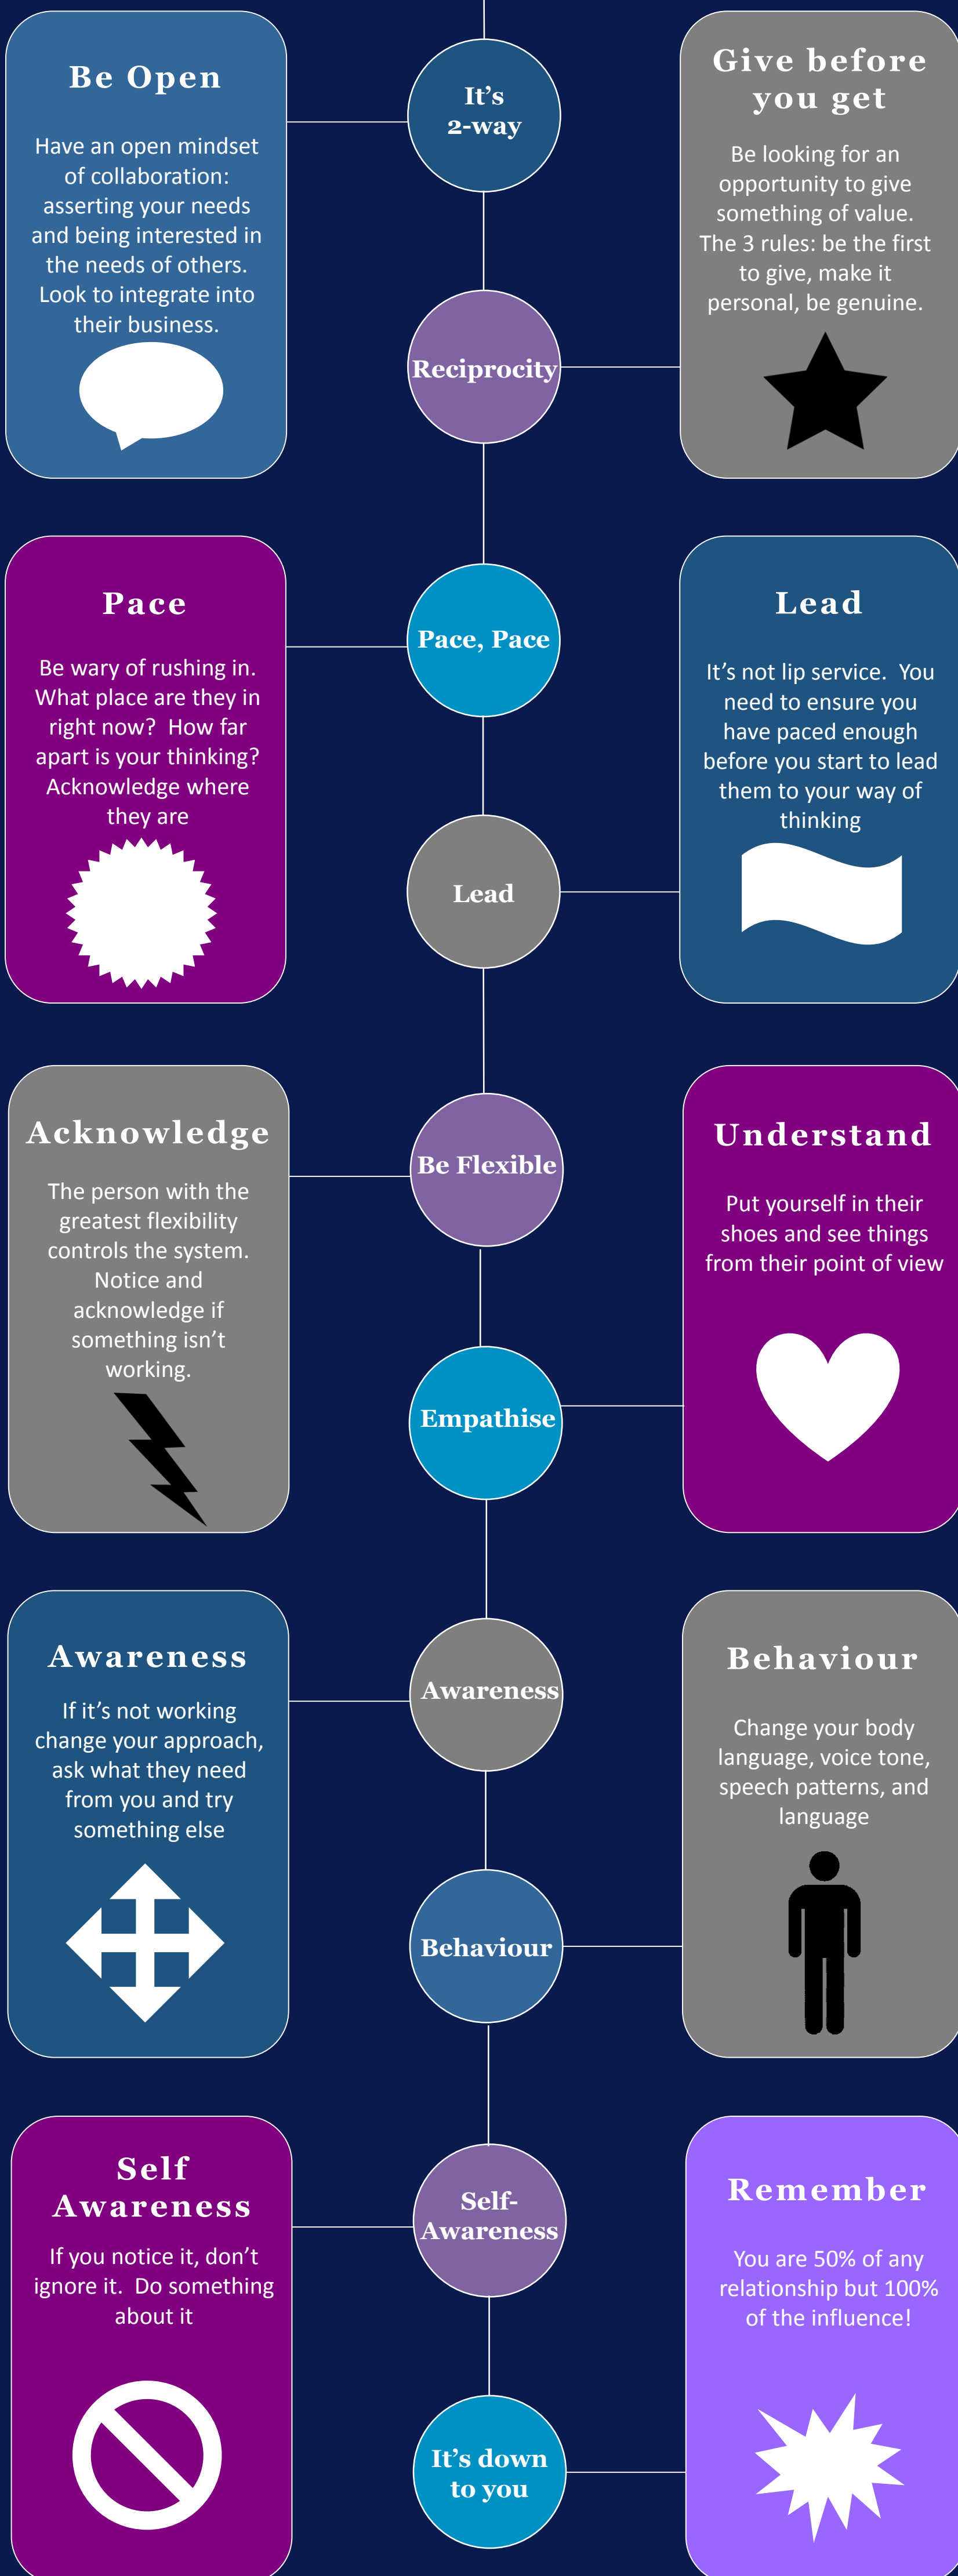 Be Open
Have an open mindset
of collaboration:
asserting your needs
and being interested in
the needs of others.
Look to integrate into
their business.
It's
2-way
Give before
you get
Be looking for an
opportunity to give
something of value.
The 3 rules: be the first
to give, make it
personal, be genuine.
Reciprocity
Pace
Be wary of rushing in.
What place are they in
right now?  How far
apart is your thinking?
Acknowledge where
they are
Pace, Pace
Lead
It's not lip service.  You
need to ensure you
have paced enough
before you start to lead
them to your way of
thinking
Lead
Acknowledge
The person with the
greatest flexibility
controls the system.
Notice and
acknowledge if
something isn't
working.
Be Flexible
Understand
Put yourself in their
shoes and see things
from their point of view
Empathise
Awareness
If it's not working
change your approach,
ask what they need
from you and try
something else
Awareness
Behaviour
Change your body
language, voice tone,
speech patterns, and
language
Behaviour
Self
Awareness
If you notice it, don't
ignore it.  Do something
about it
Self-
Awareness
Remember
You are 50% of any
relationship but 100%
of the influence!
It's down
to you